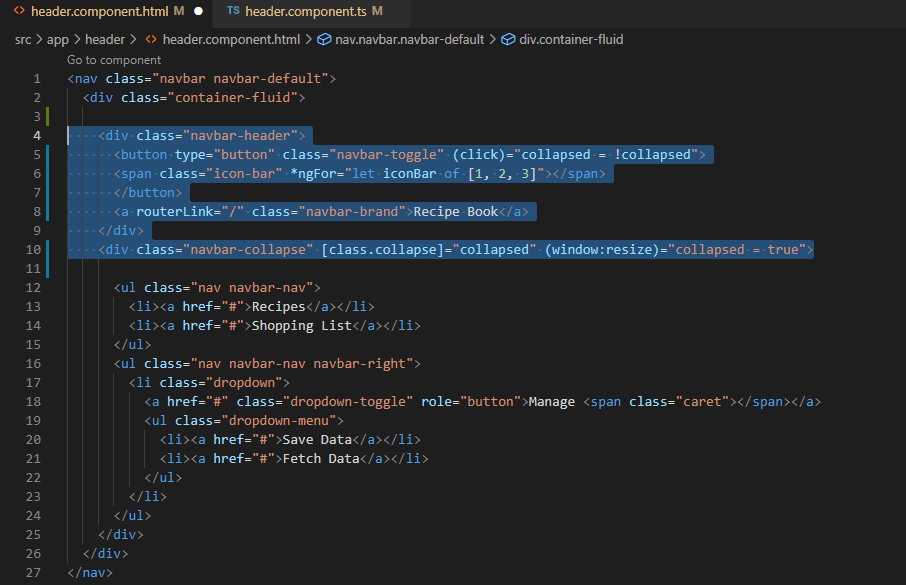 <> header.component.html M ● TS header.component.ts M
src > app > header > <> header.component.html > nav.navbar.navbar-default > div.container-fluid
Go to component
1 <nav class="navbar navbar-default">
2 <div class="container-fluid">
3
4 <div class="navbar-header">
5 <button type="button" class="navbar-toggle" (click)="collapsed = !collapsed">
6 <span class="icon-bar" *ngFor="let iconBar of [1, 2, 3]"></span>
7 </button>
8 <a routerLink="/" class="navbar-brand">Recipe Book</a>
9 </div>
10 <div class="navbar-collapse" [class.collapse]="collapsed" (window:resize)="collapsed = true">
11
12 <ul class="nav navbar-nav">
13 <li><a href="#">Recipes</a></li>
14 <li><a href="#">Shopping List</a></li>
15 </ul>
16 <ul class="nav navbar-nav navbar-right">
17 <li class="dropdown">
18 <a href="#" class="dropdown-toggle" role="button">Manage <span class="caret"></span></a>
19 <ul class="dropdown-menu">
20 <li><a href="#">Save Data</a></li>
21 <li><a href="#">Fetch Data</a></li>
22 </ul>
23 </li>
24 </ul>
25 </div>
26 </div>
27 </nav>